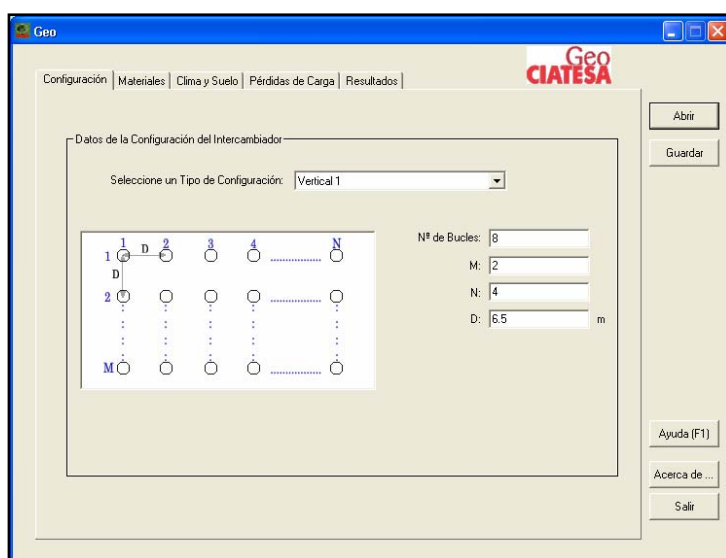 Geo
Geo
CIATESA
Configuración Materiales Clima y Suelo Pérdidas de Carga Resultados
Abrir
Guardar
Datos de la Configuración del Intercambiador
Seleccione un Tipo de Configuración: Vertical 1
1 2 3 4 N
1 D
D
2
M
Nº de Bucles: 8
M: 2
N: 4
D: 6.5 m
Ayuda (F1)
Acerca de ...
Salir